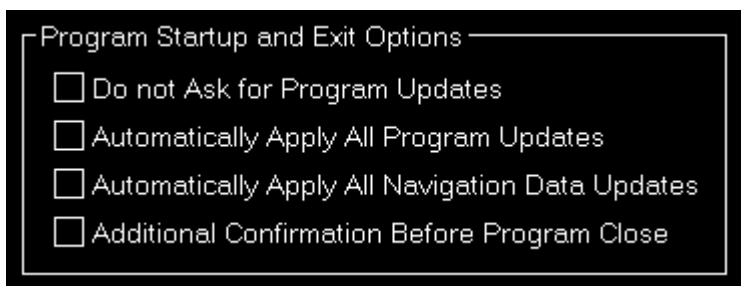 Program Startup and Exit Options
Do not Ask for Program Updates
Automatically Apply All Program Updates
Automatically Apply All Navigation Data Updates
Additional Confirmation Before Program Close